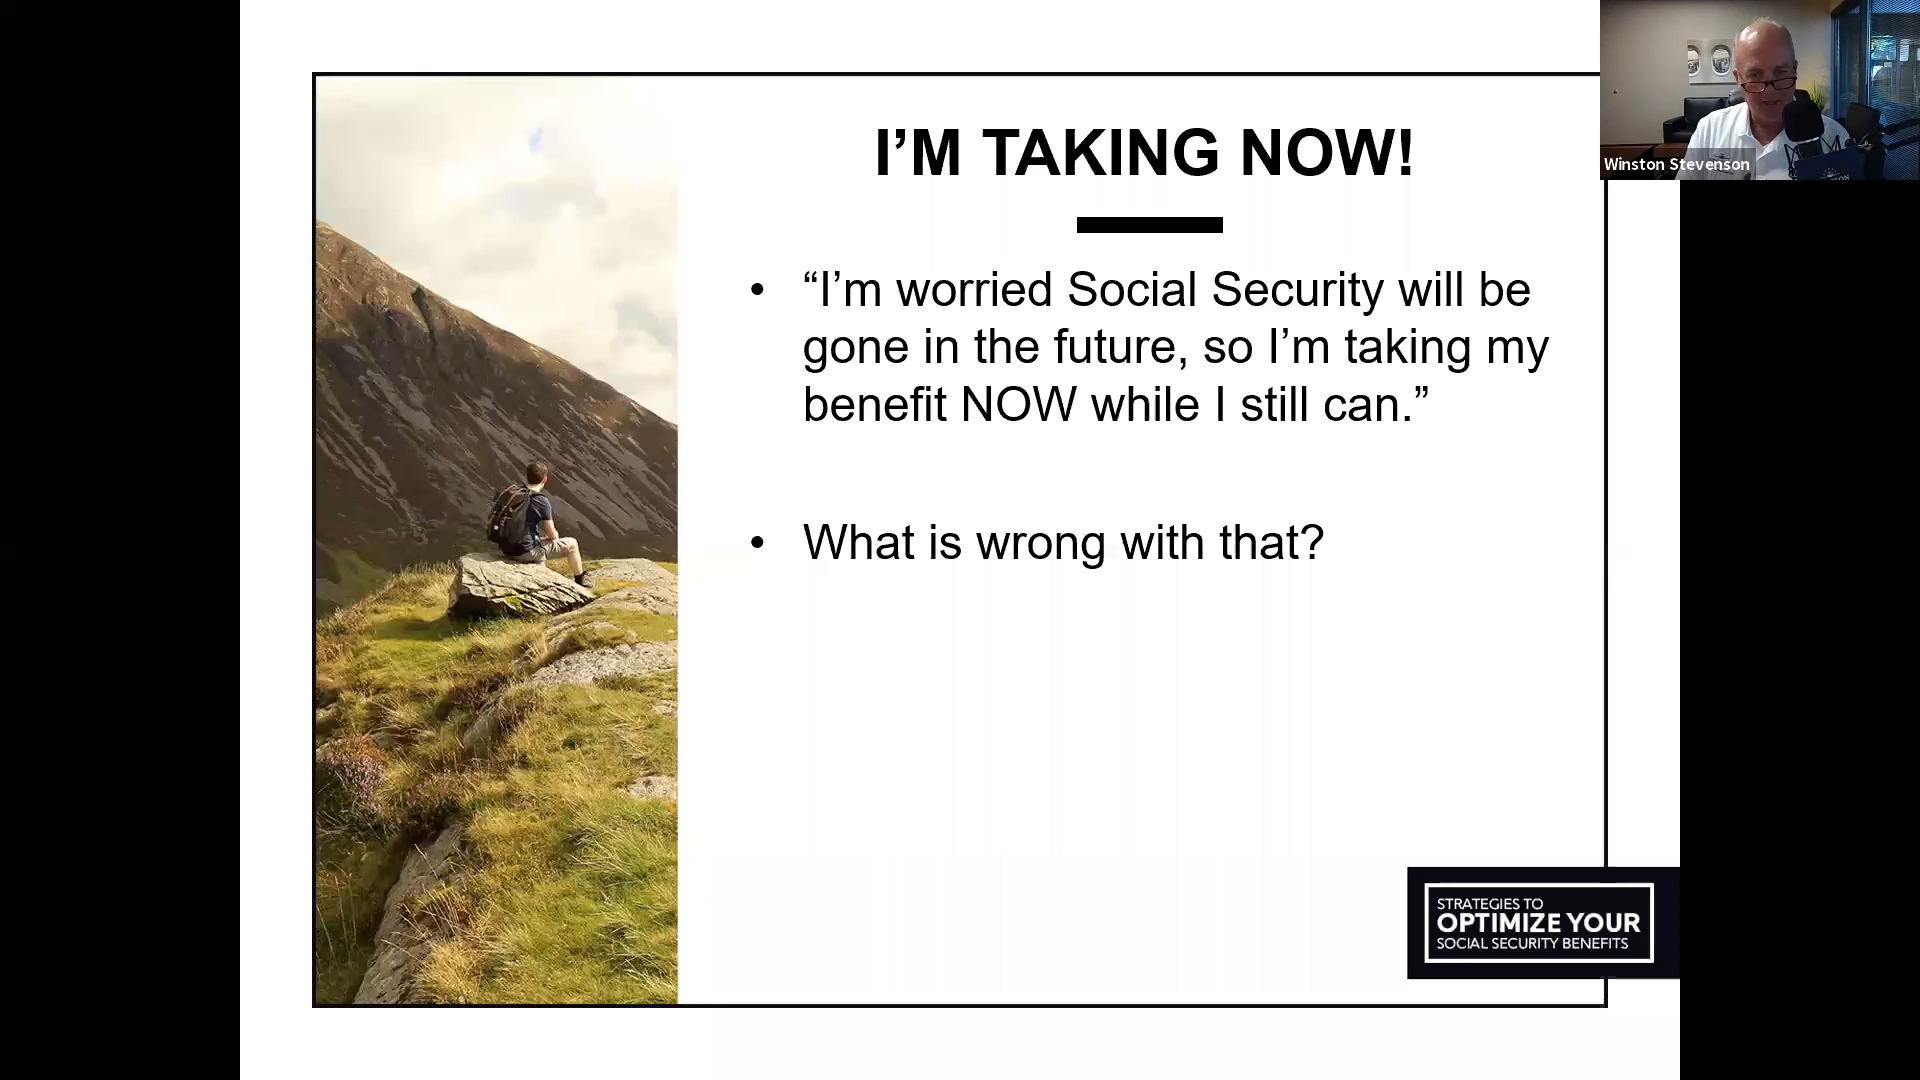 I’M TAKING NOW!
Winston Stevenson
• “I’m worried Social Security will be
gone in the future, so I’m taking my
benefit NOW while I still can.”
• What is wrong with that?
STRATEGIES TO
OPTIMIZE YOUR
SOCIAL SECURITY BENEFITS